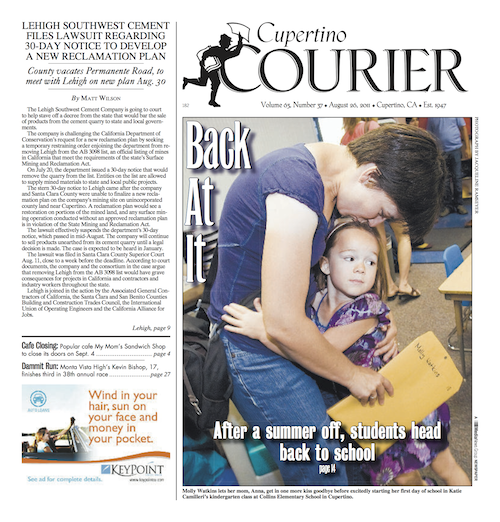 LEHIGH SOUTHWEST CEMENT
FILES LAWSUIT REGARDING
30-DAY NOTICE TO DEVELOP
A NEW RECLAMATION PLAN
County vacates Permanente Road, to
meet with Lehigh on new plan Aug. 30
By MATT WILSON
The Lehigh Southwest Cement Company is going to court
to help stave off a decree from the state that would bar the sale
of products from the cement quarry to state and local govern-
ments.
The company is challenging the California Department of
Conservation's request for a new reclamation plan by seeking
a temporary restraining order enjoining the department from re-
moving Lehigh from the AB 3098 list, an official listing of mines
in California that meet the requirements of the state's Surface
Mining and Reclamation Act.
On July 20, the department issued a 30-day notice that would
remove the quarry from the list. Entities on the list are allowed
to supply mined materials to state and local public projects.
The stern 30-day notice to Lehigh came after the company
and Santa Clara County were unable to finalize a new recla-
mation plan on the company's mining site on unincorporated
county land near Cupertino. A reclamation plan would see a
restoration on portions of the mined land, and any surface min-
ing operation conducted without an approved reclamation plan
is in violation of the State Mining and Reclamation Act.
The lawsuit effectively suspends the department's 30-day
notice, which passed in mid-August. The company will continue
to sell products unearthed from its cement quarry until a legal
decision is made. The case is expected to be heard in January.
The lawsuit was filed in Santa Clara County Superior Court
Aug. 11, close to a week before the deadline. According to court
documents, the company and the consortium in the case argue
that removing Lehigh from the AB 3098 list would have grave
consequences for projects in California and contractors and
industry workers throughout the state.
Lehigh is joined in the action by the Associated General Con-
tractors of California, the Santa Clara and San Benito Counties
Building and Construction Trades Council, the International
Union of Operating Engineers and the California Alliance for
Jobs.
Lehigh, page 9
Cafe Closing: Popular cafe My Mom's Sandwich Shop
to close its doors on Sept. 4 ........................... page 4
Dammit Run: Monta Vista High's Kevin Bishop, 17,
finishes third in 38th annual race ................... page 27
Wind in your
hair, sun on
your face and
money in
your pocket.
KEYPOINT
See ad for complete details.
www.kkeypointcu.com
Cupertino
COURIER
Volume 65, Number 37 • August 26, 2011 • Cupertino, CA • Est. 1947
Back
At
It
Molly Watkins
After a summer off, students head
back to school
page 14
Molly Watkins lets her mom, Anna, get in one more kiss goodbye before excitedly starting her first day of school in Katie
Camilleri's kindergarten class at Collins Elementary School in Cupertino.